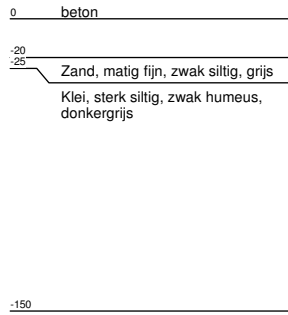 0 beton
-20
-25
Zand, matig fijn, zwak siltig, grijs
Klei, sterk siltig, zwak humeus,
donkergrijs
-150